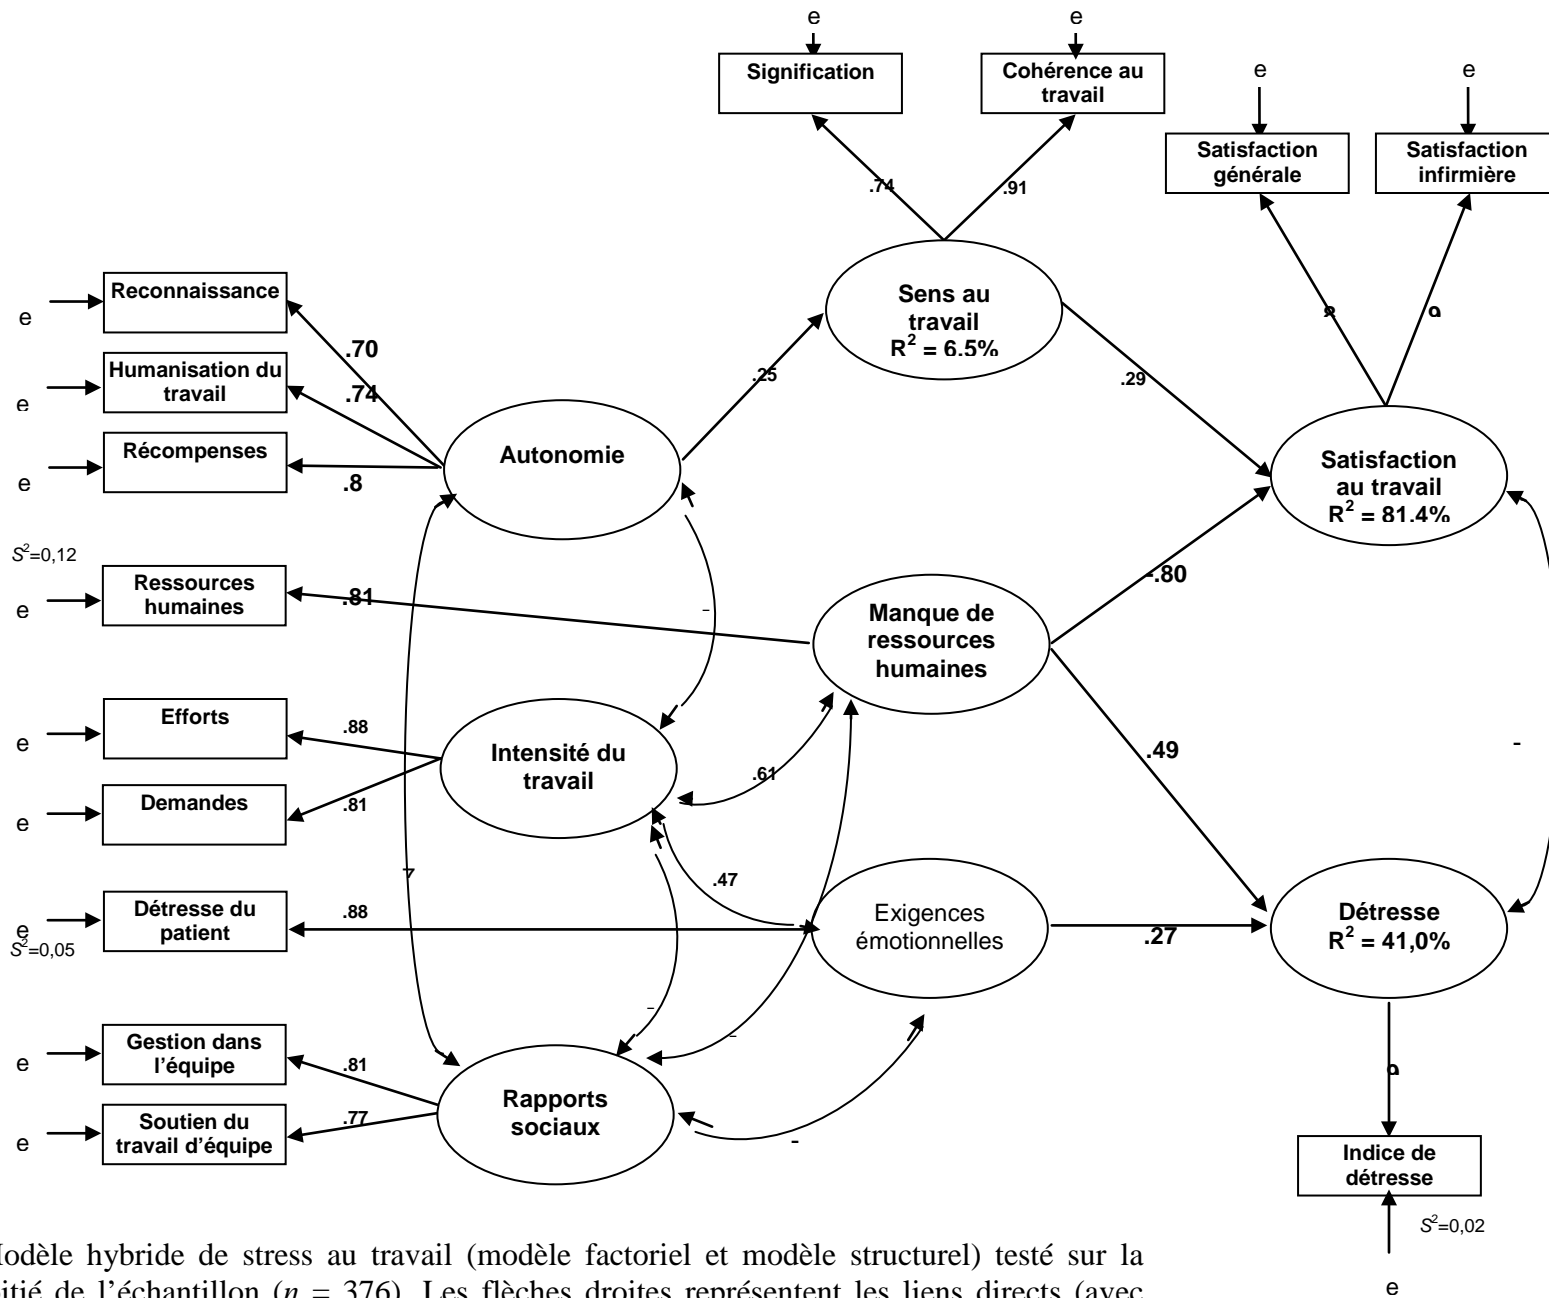 e
e
Signification
Cohérence au
travail
e
e
Satisfaction
générale
Satisfaction
infirmière
.74
.91
Sens au
travail
R² = 6.5%
e
Reconnaissance
.70
e
Humanisation du
travail
.74
e
Récompenses
.8
Autonomie
.25
.29
Satisfaction
au travail
R² = 81.4%
S²=0,12
e
Ressources
humaines
.81
-
Manque de
ressources
humaines
-.80
e
Efforts
.88
Intensité du
travail
.61
.49
-
e
Demandes
.81
e
S²=0,05
Détresse du
patient
.88
.47
Exigences
émotionnelles
.27
Détresse
R² = 41,0%
-
-
-
e
Gestion dans
l'équipe
.81
e
Soutien du
travail d'équipe
.77
Rapports
sociaux
Indice de
détresse
S²=0,02
e
odèle hybride de stress au travail (modèle factoriel et modèle structurel) testé sur la
itié de l'échantillon (n = 376). Les flèches droites représentent les liens directs (avec